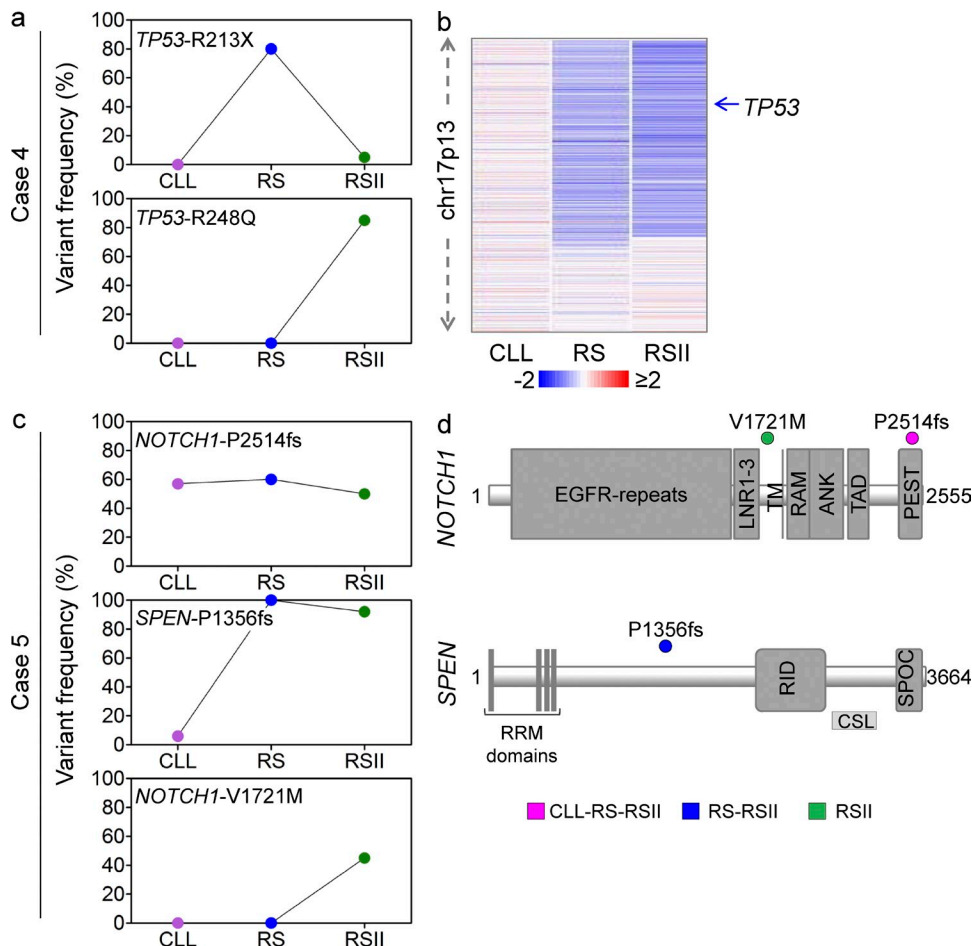 a
Case 4
Variant frequency (%)
TP53-R213X
100
80
60
40
20
0
CLL RS RSII
TP53-R248Q
100
80
60
40
20
0
CLL RS RSII
b
chr17p13
TP53
CLL RS RSII
-2 ≥2
c
Case 5
Variant frequency (%)
NOTCH1-P2514fs
100
80
60
40
20
0
CLL RS RSII
SPEN-P1356fs
100
80
60
40
20
0
CLL RS RSII
NOTCH1-V1721M
100
80
60
40
20
0
CLL RS RSII
d
NOTCH1
V1721M P2514fs
1 EGFR-repeats LNR1-3 TM RAM ANK TAD PEST 2555
SPEN
P1356fs
1 RID SPOC 3664
CSL
RRM
domains
CLL-RS-RSII RS-RSII RSII